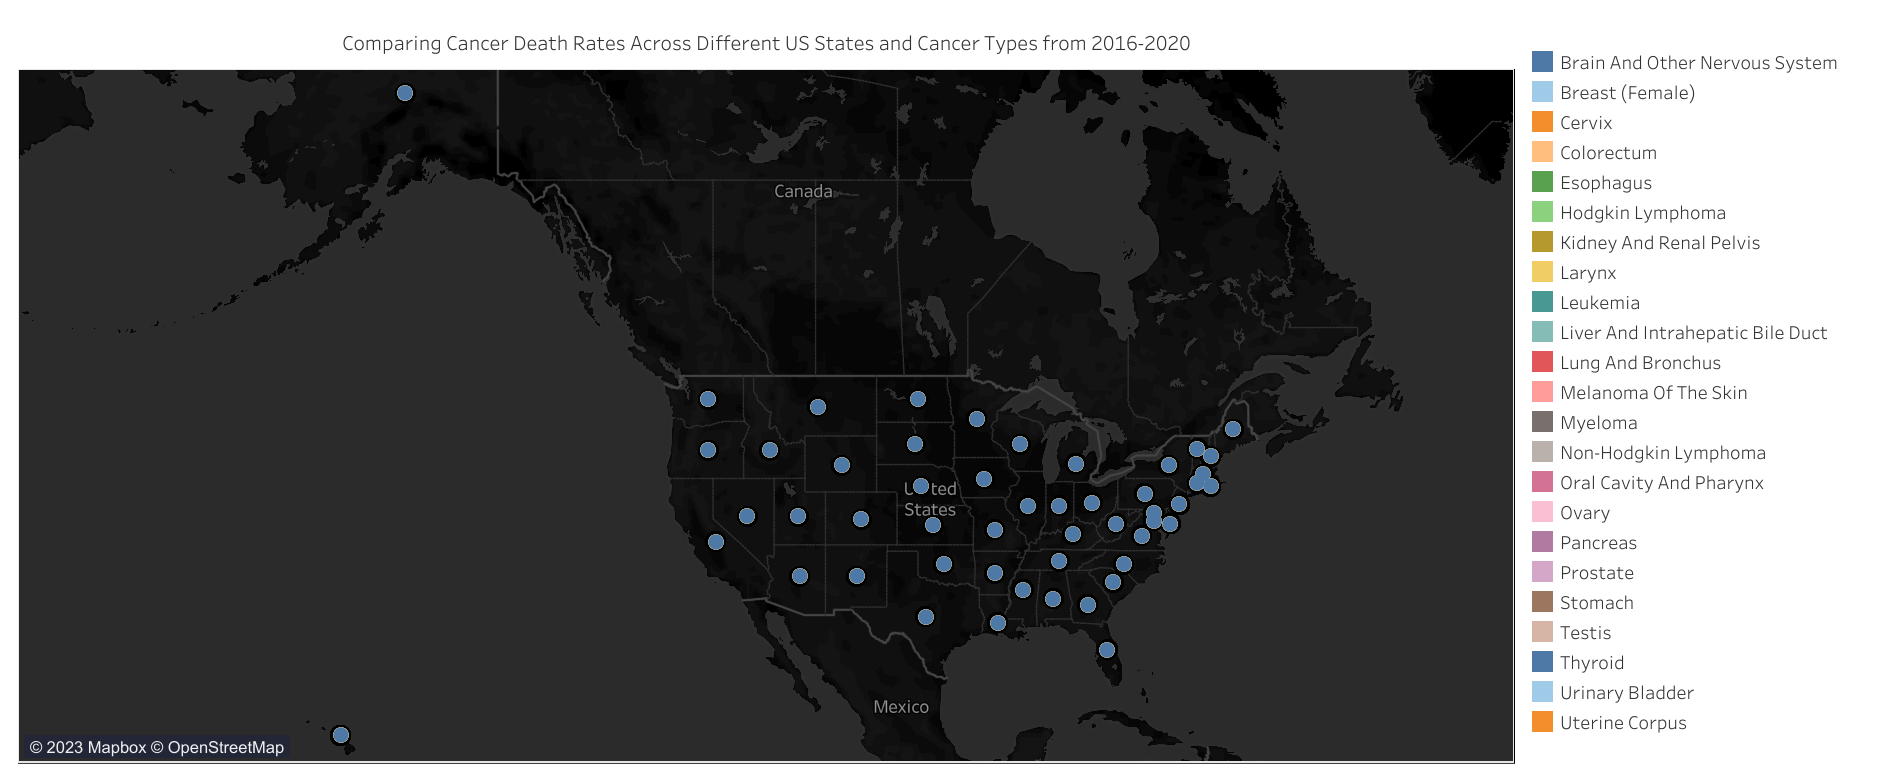 Comparing Cancer Death Rates Across Different US States and Cancer Types from 2016-2020
Canada
United
States
Mexico
© 2023 Mapbox © OpenStreetMap
Brain And Other Nervous System
Breast (Female)
Cervix
Colorectum
Esophagus
Hodgkin Lymphoma
Kidney And Renal Pelvis
Larynx
Leukemia
Liver And Intrahepatic Bile Duct
Lung And Bronchus
Melanoma Of The Skin
Myeloma
Non-Hodgkin Lymphoma
Oral Cavity And Pharynx
Ovary
Pancreas
Prostate
Stomach
Testis
Thyroid
Urinary Bladder
Uterine Corpus